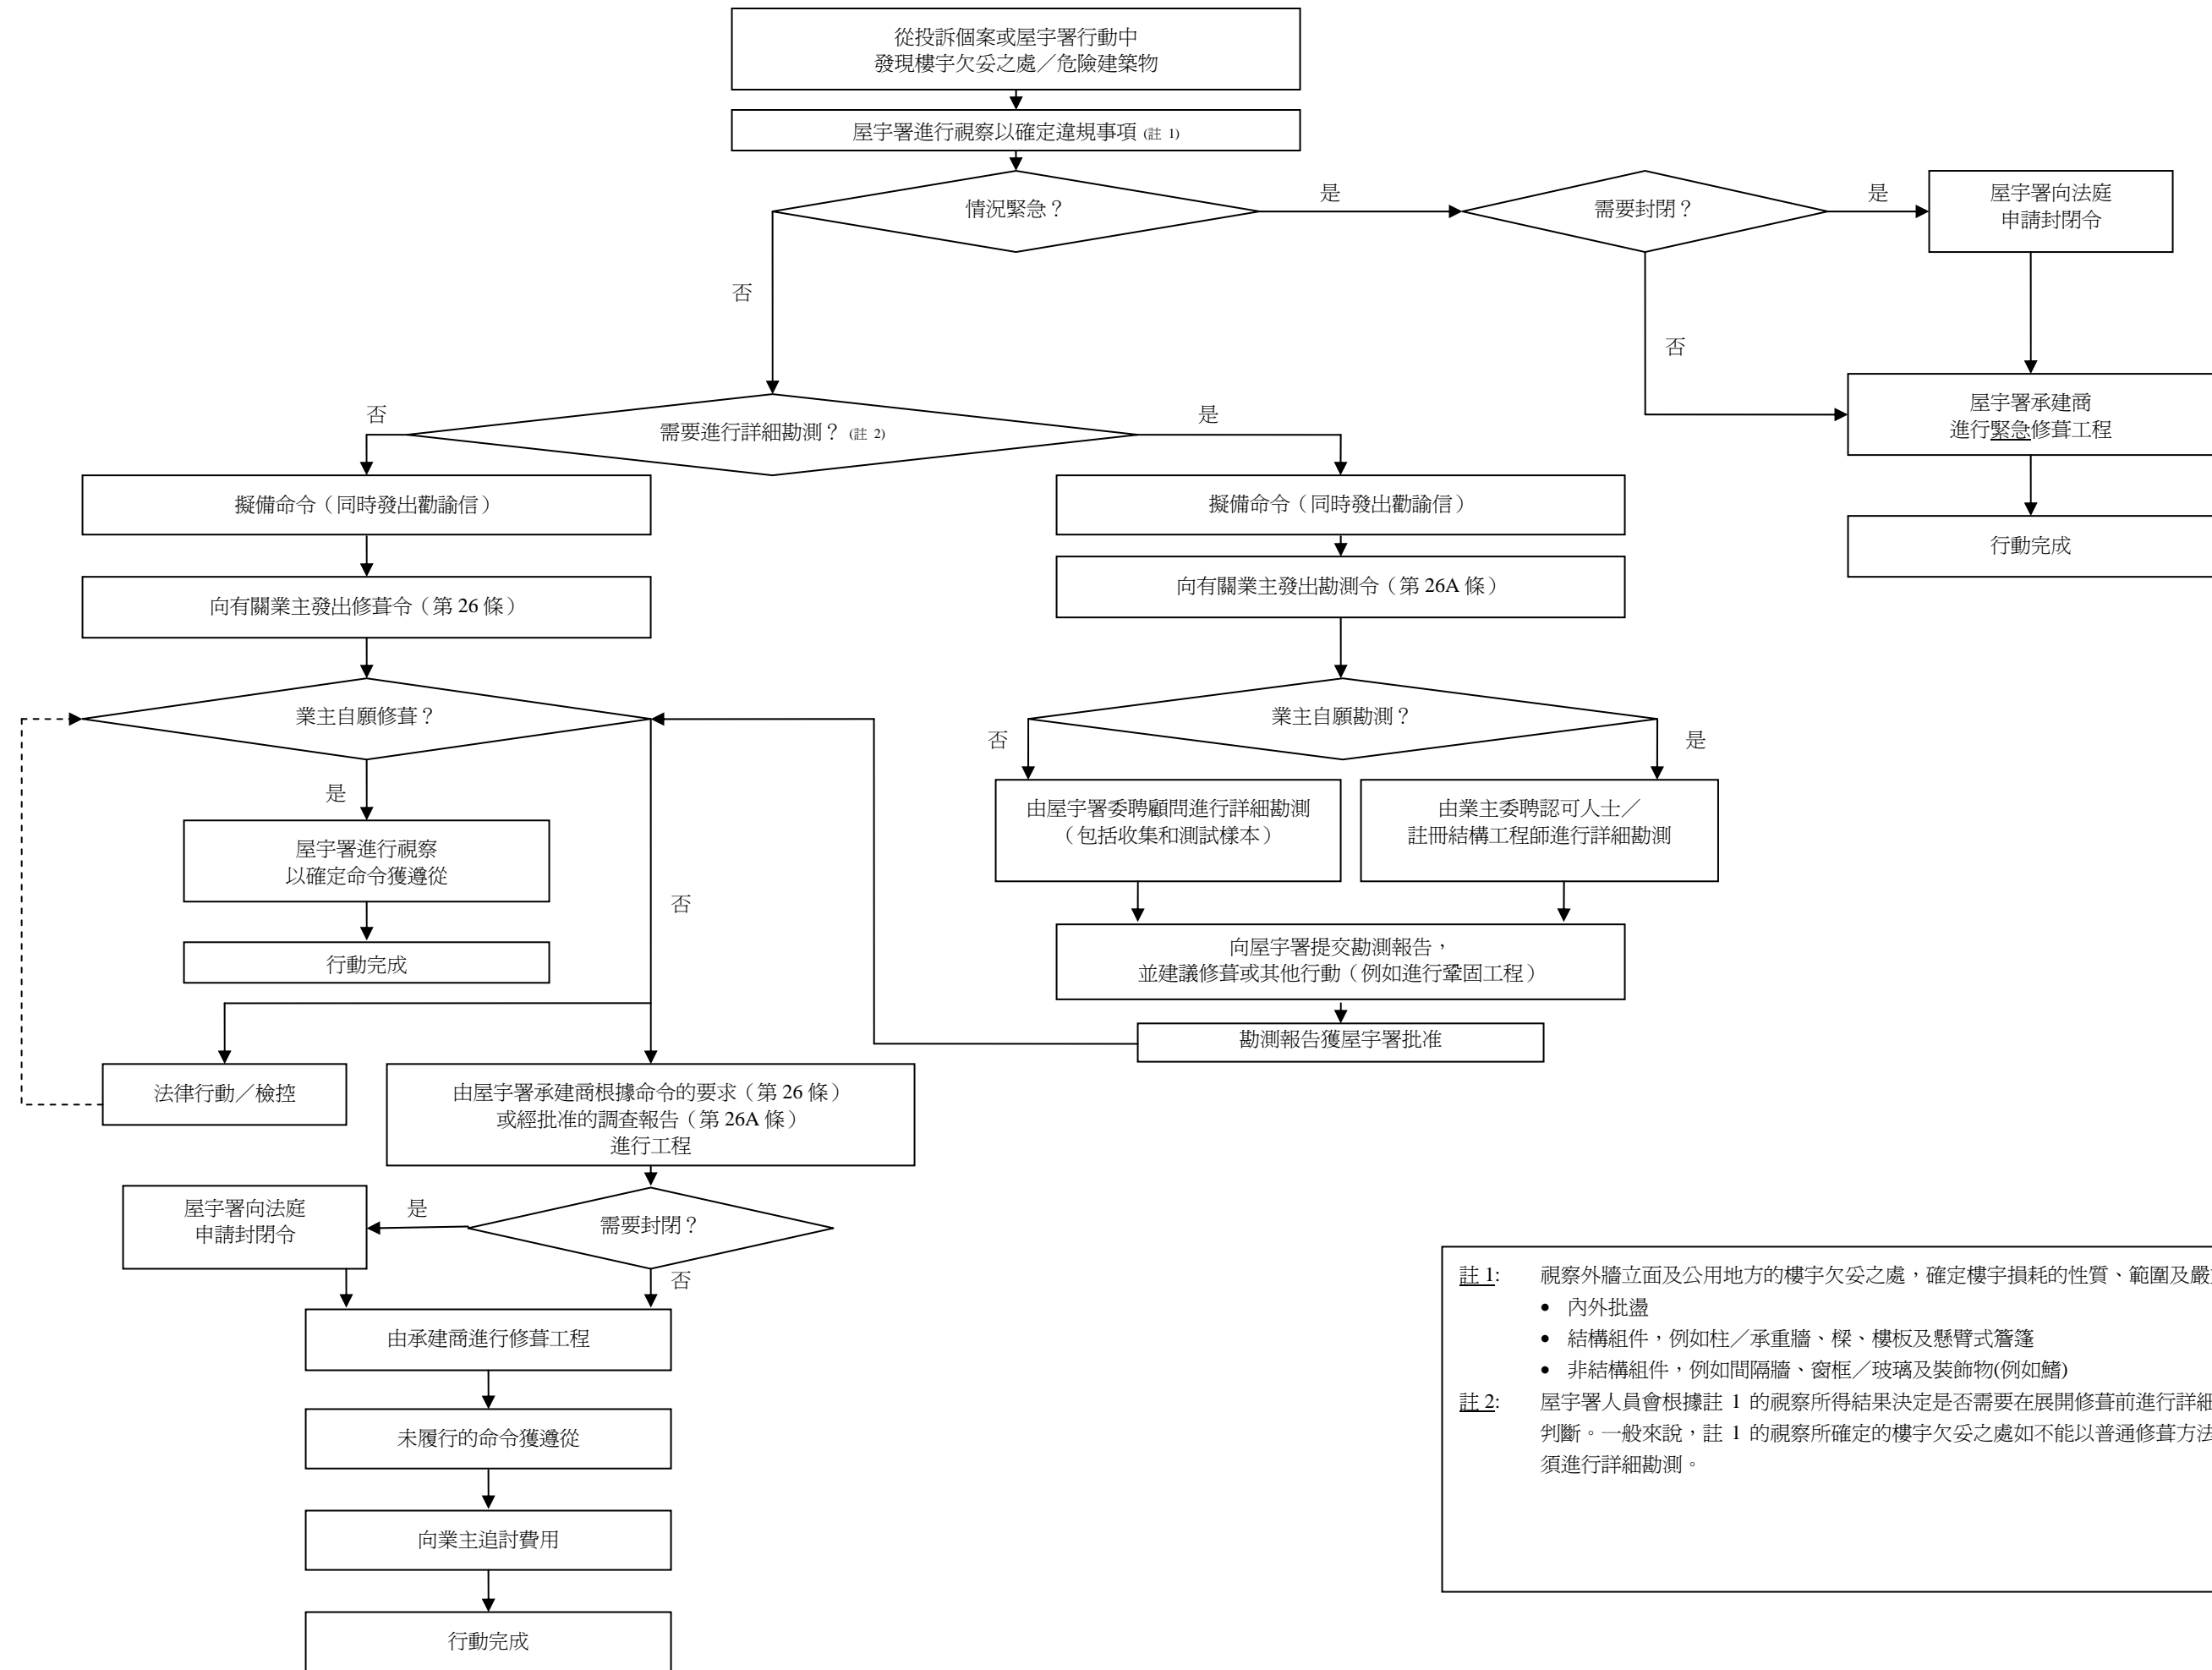 從投訴個案或屋宇署行動中
發現樓宇欠妥之處／危險建築物
屋宇署進行視察以確定違規事項 (註 1)
情況緊急？
是
需要封閉？
是
屋宇署向法庭
申請封閉令
否
否
屋宇署承建商
進行緊急修葺工程
行動完成
否
需要進行詳細勘測？ (註 2)
是
擬備命令（同時發出勸諭信）
擬備命令（同時發出勸諭信）
向有關業主發出修葺令（第 26 條）
向有關業主發出勘測令（第 26A 條）
業主自願修葺？
業主自願勘測？
否
是
是
屋宇署進行視察
以確定命令獲遵從
由屋宇署委聘顧問進行詳細勘測
（包括收集和測試樣本）
由業主委聘認可人士／
註冊結構工程師進行詳細勘測
否
行動完成
向屋宇署提交勘測報告，
並建議修葺或其他行動（例如進行鞏固工程）
勘測報告獲屋宇署批准
法律行動／檢控
由屋宇署承建商根據命令的要求（第 26 條）
或經批准的調查報告（第 26A 條）
進行工程
屋宇署向法庭
申請封閉令
是
需要封閉？
否
由承建商進行修葺工程
未履行的命令獲遵從
向業主追討費用
行動完成
註 1: 視察外牆立面及公用地方的樓宇欠妥之處，確定樓宇損耗的性質、範圍及嚴
• 內外批盪
• 結構組件，例如柱／承重牆、樑、樓板及懸臂式簷篷
• 非結構組件，例如間隔牆、窗框／玻璃及裝飾物(例如鰭)
註 2: 屋宇署人員會根據註 1 的視察所得結果決定是否需要在展開修葺前進行詳細
判斷。一般來說，註 1 的視察所確定的樓宇欠妥之處如不能以普通修葺方法
須進行詳細勘測。